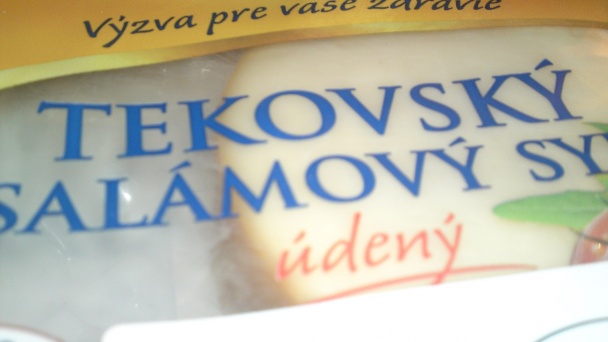 Výzva pre vaše zdravie
TEKOVSKÝ
SALÁMOVÝ SY
údený